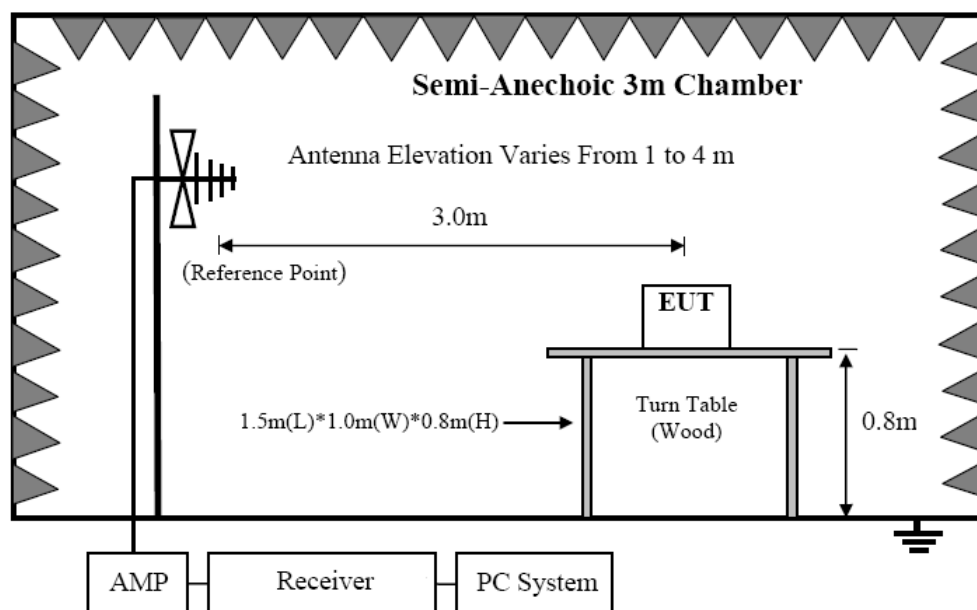 Semi-Anechoic 3m Chamber
Antenna Elevation Varies From 1 to 4 m
3.0m
(Reference Point)
EUT
1.5m(L)*1.0m(W)*0.8m(H)
Turn Table
(Wood)
0.8m
AMP
Receiver
PC System